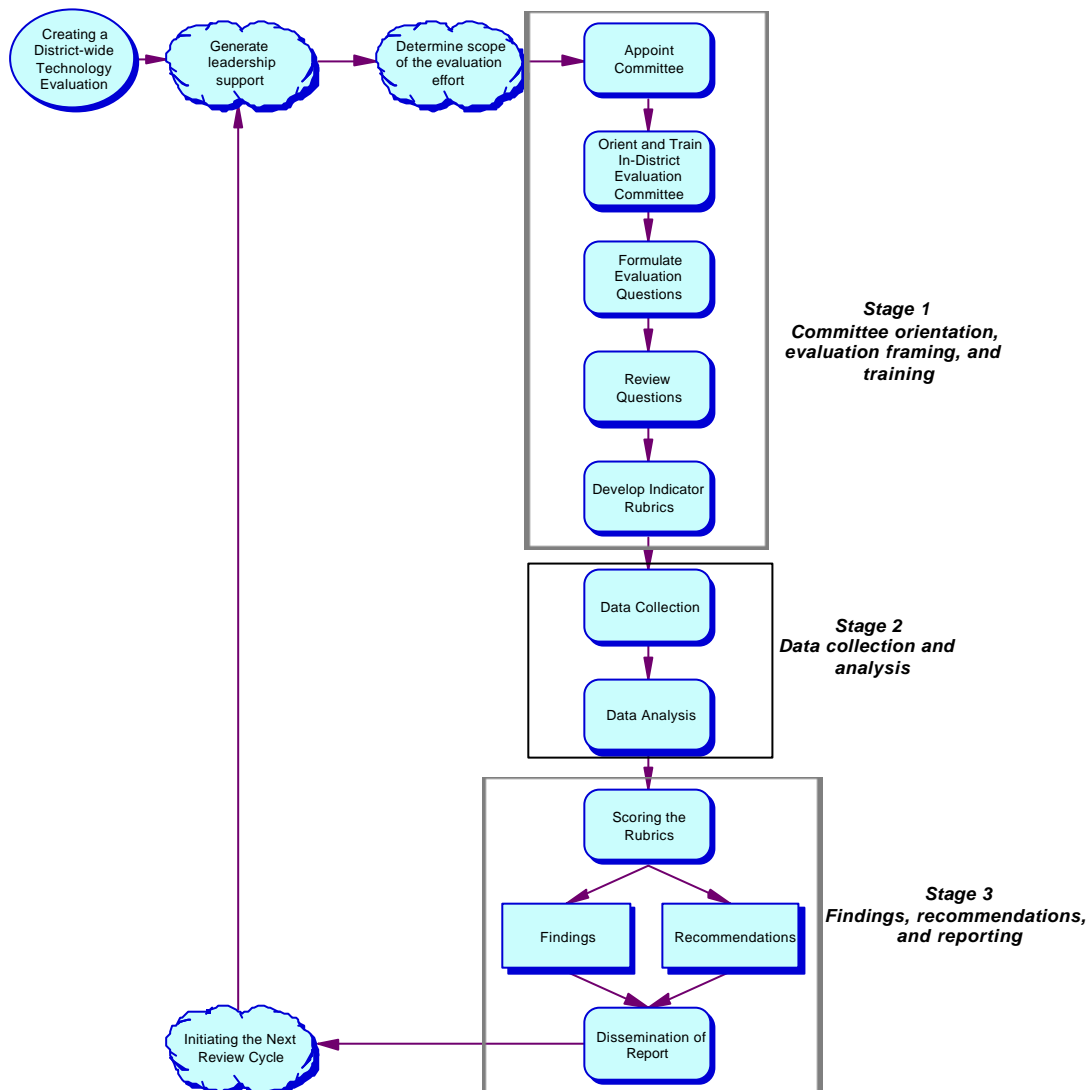 Creating a
District-wide
Technology
Evaluation
Generate
leadership
support
Determine scope
of the evaluation
effort
Appoint
Committee
Orient and Train
In-District
Evaluation
Committee
Formulate
Evaluation
Questions
Review
Questions
Develop Indicator
Rubrics
Stage 1
Committee orientation,
evaluation framing, and
training
Data Collection
Data Analysis
Stage 2
Data collection and
analysis
Scoring the
Rubrics
Findings
Recommendations
Stage 3
Findings, recommendations,
and reporting
Dissemination of
Report
Initiating the Next
Review Cycle